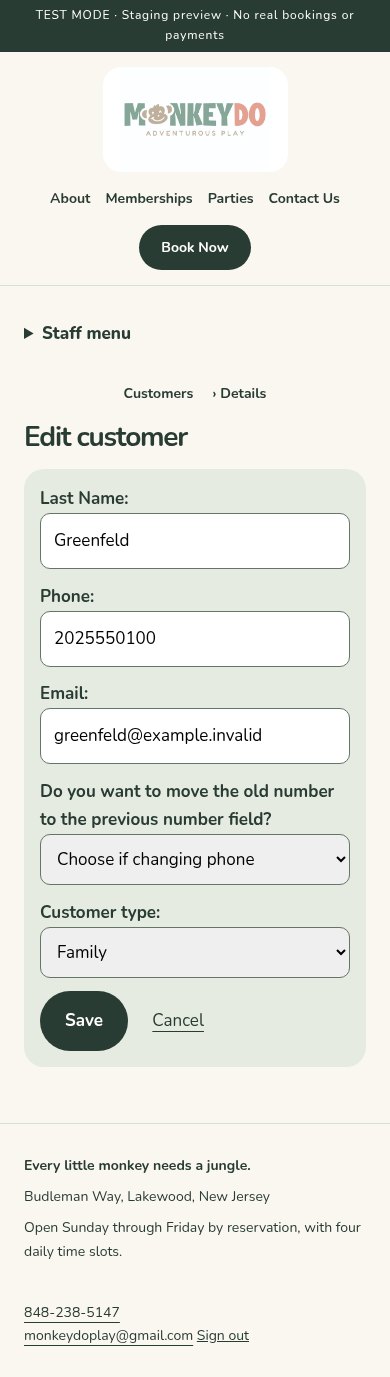 TEST MODE · Staging preview · No real bookings or
payments
MONKEYDO
ADVENTUROUS PLAY
About Memberships Parties Contact Us
Book Now
Staff menu
Customers › Details
Edit customer
Last Name:
Greenfeld
Phone:
2025550100
Email:
greenfeld@example.invalid
Do you want to move the old number
to the previous number field?
Choose if changing phone
Customer type:
Family
Save Cancel
Every little monkey needs a jungle.
Budleman Way, Lakewood, New Jersey
Open Sunday through Friday by reservation, with four
daily time slots.
848-238-5147
monkeydoplay@gmail.com Sign out